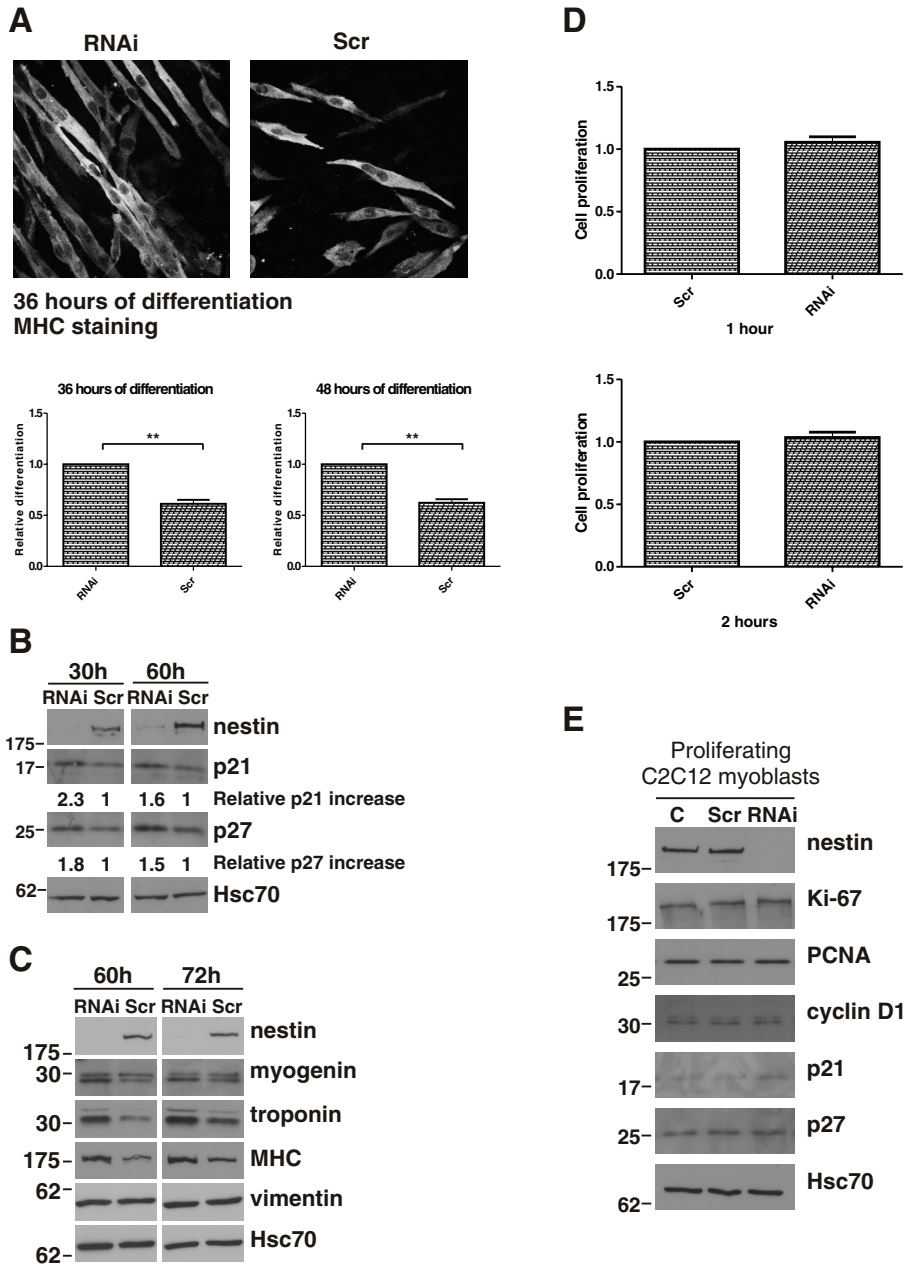 A
RNAi
Scr
36 hours of differentiation
MHC staining
36 hours of differentiation
Relative differentiation
1.5
1.0
0.5
0.0
**
RNAi
Scr
48 hours of differentiation
Relative differentiation
1.5
1.0
0.5
0.0
**
RNAi
Scr
B
30h 60h
RNAi Scr RNAi Scr
nestin
175
17
p21
2.3 1 1.6 1 Relative p21 increase
25
p27
1.8 1 1.5 1 Relative p27 increase
62
Hsc70
C
60h 72h
RNAi Scr RNAi Scr
nestin
175
30
myogenin
troponin
30
175
MHC
62
vimentin
Hsc70
62
D
Cell proliferation
1.5
1.0
0.5
0.0
Scr
RNAi
1 hour
Cell proliferation
1.5
1.0
0.5
0.0
Scr
RNAi
2 hours
E
Proliferating
C2C12 myoblasts
C Scr RNAi
nestin
175
Ki-67
175
PCNA
25
cyclin D1
30
p21
17
p27
25
Hsc70
62